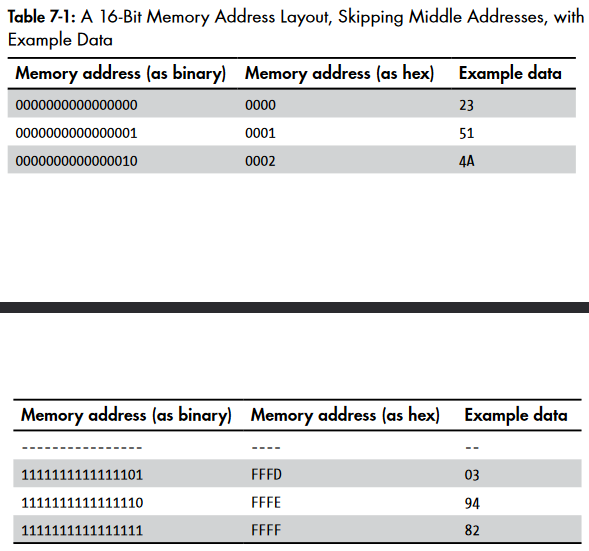 Table 7-1: A 16-Bit Memory Address Layout, Skipping Middle Addresses, with
Example Data
Memory address (as binary) Memory address (as hex) Example data
0000000000000000 0000 23
0000000000000001 0001 51
0000000000000010 0002 4A
Memory address (as binary) Memory address (as hex) Example data
---------------- ---- --
1111111111111101 FFFD 03
1111111111111110 FFFE 94
1111111111111111 FFFF 82